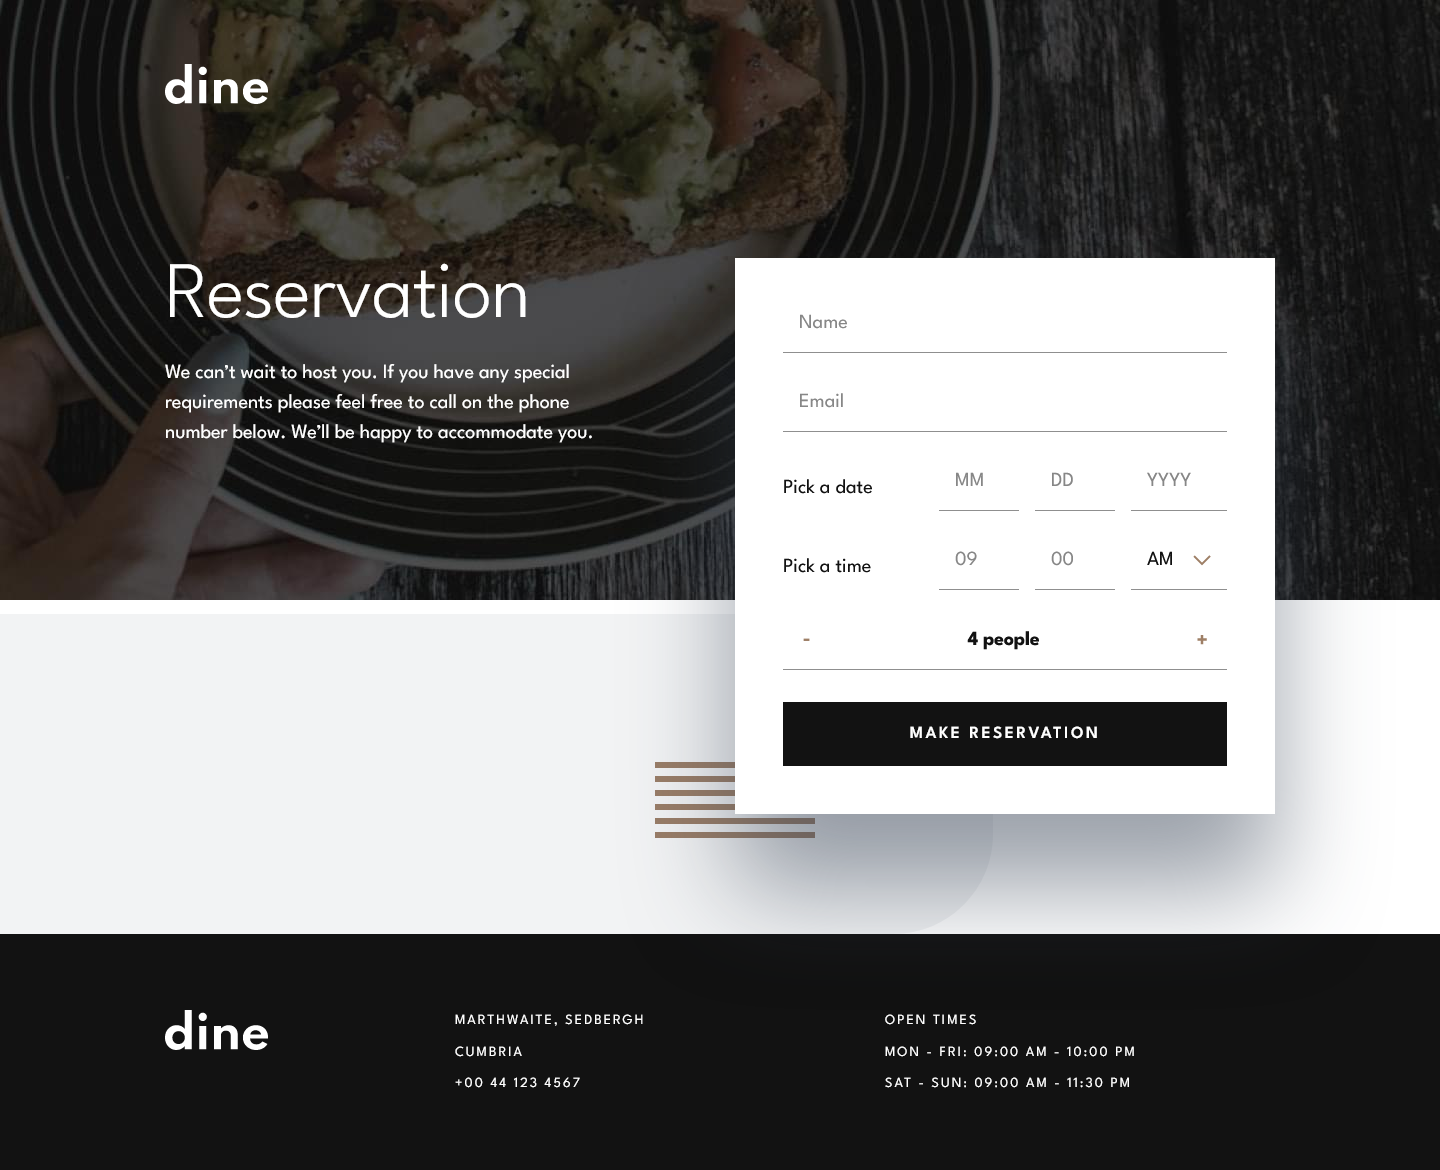 dine
Reservation
We can’t wait to host you. If you have any special
requirements please feel free to call on the phone
number below. We’ll be happy to accommodate you.
Name
Email
Pick a date MM DD YYYY
Pick a time 09 00 AM
- 4 people +
MAKE RESERVATION
dine
MARTHWAITE, SEDBERGH
CUMBRIA
+00 44 123 4567
OPEN TIMES
MON - FRI: 09:00 AM - 10:00 PM
SAT - SUN: 09:00 AM - 11:30 PM